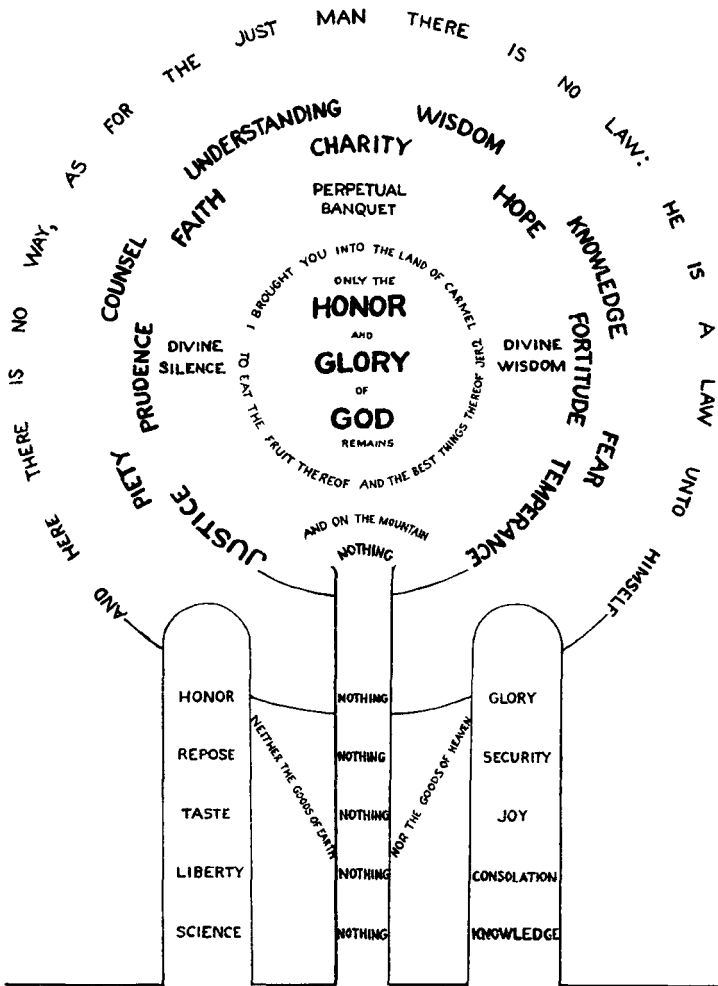 AND HERE THERE IS NO WAY, AS FOR THE JUST MAN THERE IS NO LAW: HE IS A LAW UNTO HIMSELF
PIETY COUNSEL UNDERSTANDING WISDOM KNOWLEDGE FEAR
JUSTICE PRUDENCE FAITH CHARITY HOPE FORTITUDE TEMPERANCE
PERPETUAL
BANQUET
DIVINE
SILENCE
DIVINE
WISDOM
I BROUGHT YOU INTO THE LAND OF CARMEL
TO EAT THE FRUIT THEREOF AND THE BEST THINGS THEREOF JER2
ONLY THE
HONOR
AND
GLORY
OF
GOD
REMAINS
AND ON THE MOUNTAIN
NOTHING
HONOR NOTHING GLORY
NEITHER THE GOODS OF EARTH
NOR THE GOODS OF HEAVEN
REPOSE NOTHING SECURITY
TASTE NOTHING JOY
LIBERTY NOTHING CONSOLATION
SCIENCE NOTHING KNOWLEDGE